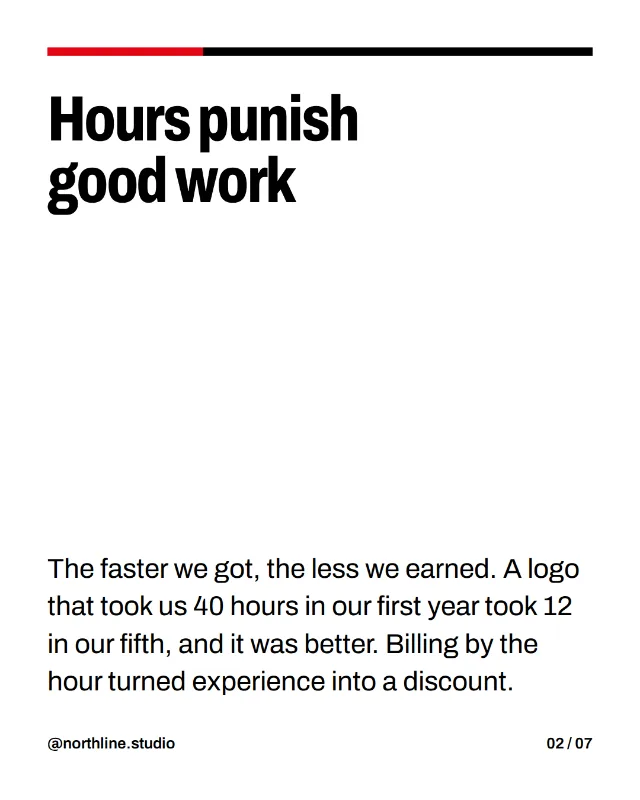 Hours punish
good work
The faster we got, the less we earned. A logo
that took us 40 hours in our first year took 12
in our fifth, and it was better. Billing by the
hour turned experience into a discount.
@northline.studio
02 / 07